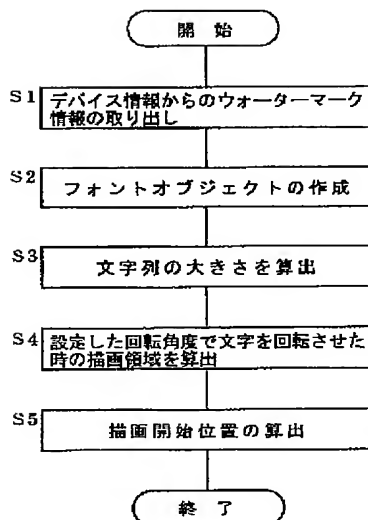 開始
S1
デバイス情報からのウォーターマーク
情報の取り出し
S2
フォントオブジェクトの作成
S3
文字列の大きさを算出
S4
設定した回転角度で文字を回転させた
時の描画領域を算出
S5
描画開始位置の算出
終了